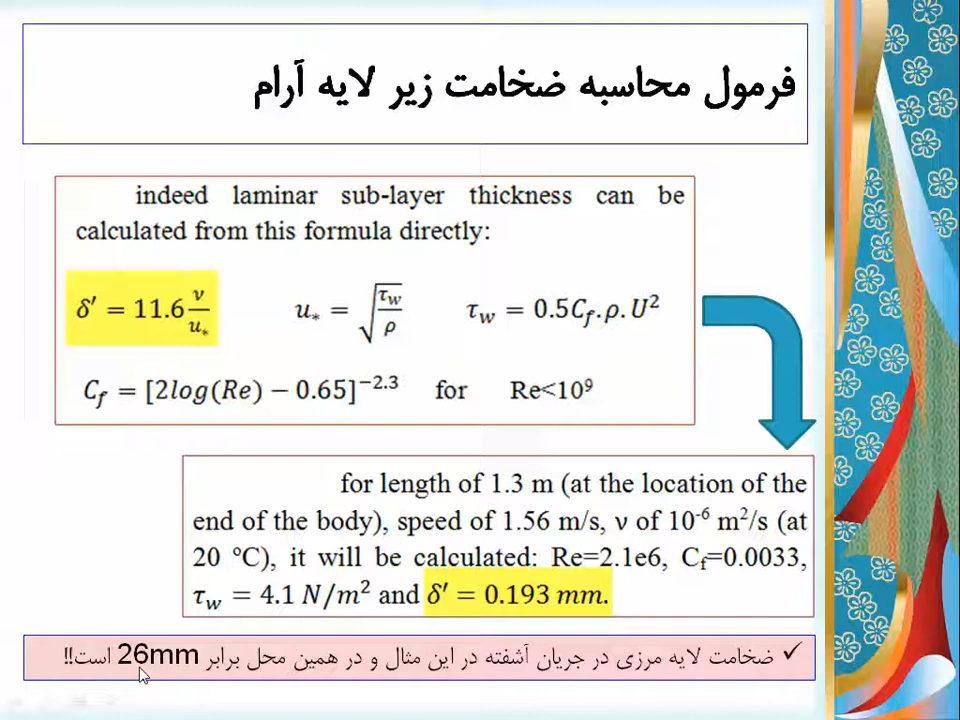 فرمول محاسبه ضخامت زیر لایه آرام
indeed laminar sub-layer thickness can be
calculated from this formula directly:
δ′ = 11.6 ν/u* u* = √(τw/ρ) τw = 0.5Cf.ρ.U²
Cf = [2log(Re) − 0.65]^−2.3 for Re<10⁹
for length of 1.3 m (at the location of the
end of the body), speed of 1.56 m/s, ν of 10⁻⁶ m²/s (at
20 °C), it will be calculated: Re=2.1e6, Cf=0.0033,
τw = 4.1 N/m² and δ′ = 0.193 mm.
✓ ضخامت لایه مرزی در جریان آشفته در این مثال و در همین محل برابر 26mm است!!